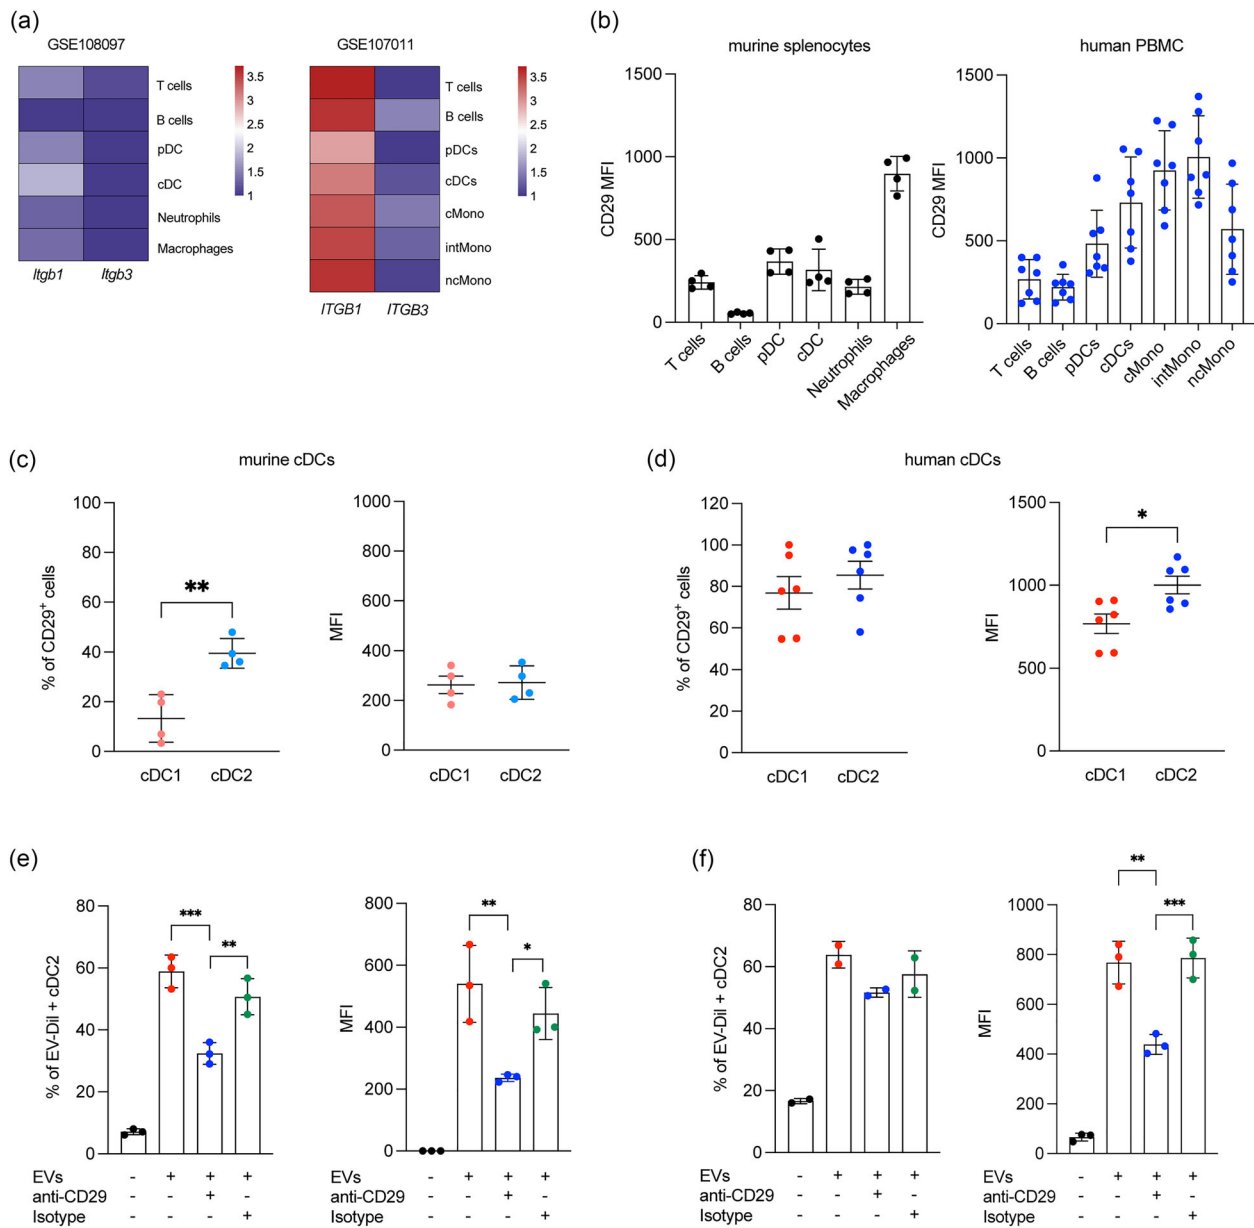 (a)
GSE108097
3.5
3
2.5
2
1.5
1
T cells
B cells
pDC
cDC
Neutrophils
Macrophages
Itgb1 Itgb3
GSE107011
3.5
3
2.5
2
1.5
1
T cells
B cells
pDCs
cDCs
cMono
intMono
ncMono
ITGB1 ITGB3
(b)
murine splenocytes
CD29 MFI
1500
1000
500
0
T cells B cells pDC cDC Neutrophils Macrophages
human PBMC
CD29 MFI
1500
1000
500
0
T cells B cells pDCs cDCs cMono intMono ncMono
(c)
murine cDCs
% of CD29+ cells
100
80
60
40
20
0
**
cDC1 cDC2
MFI
1000
800
600
400
200
0
cDC1 cDC2
(d)
human cDCs
% of CD29+ cells
120
100
80
60
40
20
0
cDC1 cDC2
MFI
1500
1000
500
0
*
cDC1 cDC2
(e)
% of EV-Dil + cDC2
80
60
40
20
0
***
**
EVs - + + +
anti-CD29 - - + -
Isotype - - - +
MFI
800
600
400
200
0
**
*
- + + +
- - + -
- - - +
(f)
% of EV-Dil + cDC2
80
60
40
20
0
EVs - + + +
anti-CD29 - - + -
Isotype - - - +
MFI
1000
800
600
400
200
0
**
***
EVs - + + +
anti-CD29 - - + -
Isotype - - - +